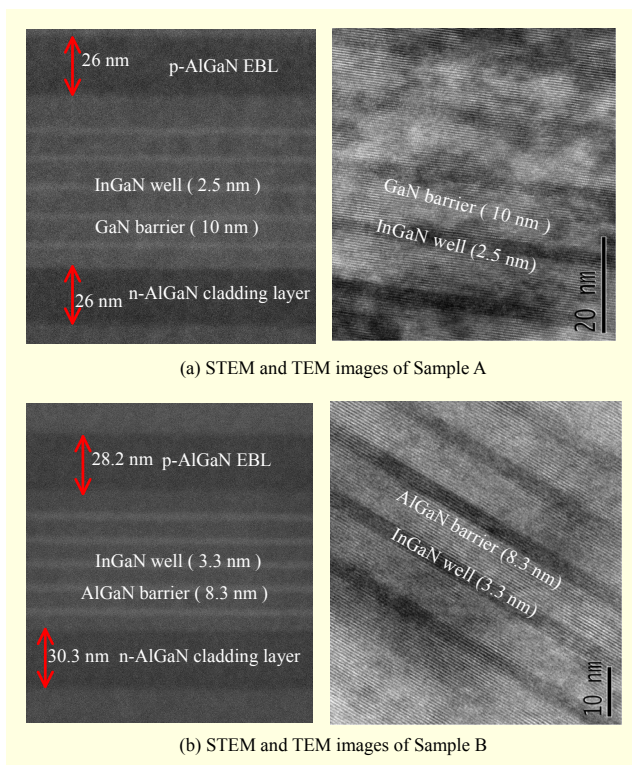 26 nm
p-AlGaN EBL
InGaN well ( 2.5 nm )
GaN barrier ( 10 nm )
26 nm
n-AlGaN cladding layer
GaN barrier ( 10 nm )
InGaN well (2.5 nm)
20 nm
(a) STEM and TEM images of Sample A
28.2 nm
p-AlGaN EBL
InGaN well ( 3.3 nm )
AlGaN barrier ( 8.3 nm )
30.3 nm
n-AlGaN cladding layer
AlGaN barrier (8.3 nm)
InGaN well (3.3 nm)
10 nm
(b) STEM and TEM images of Sample B